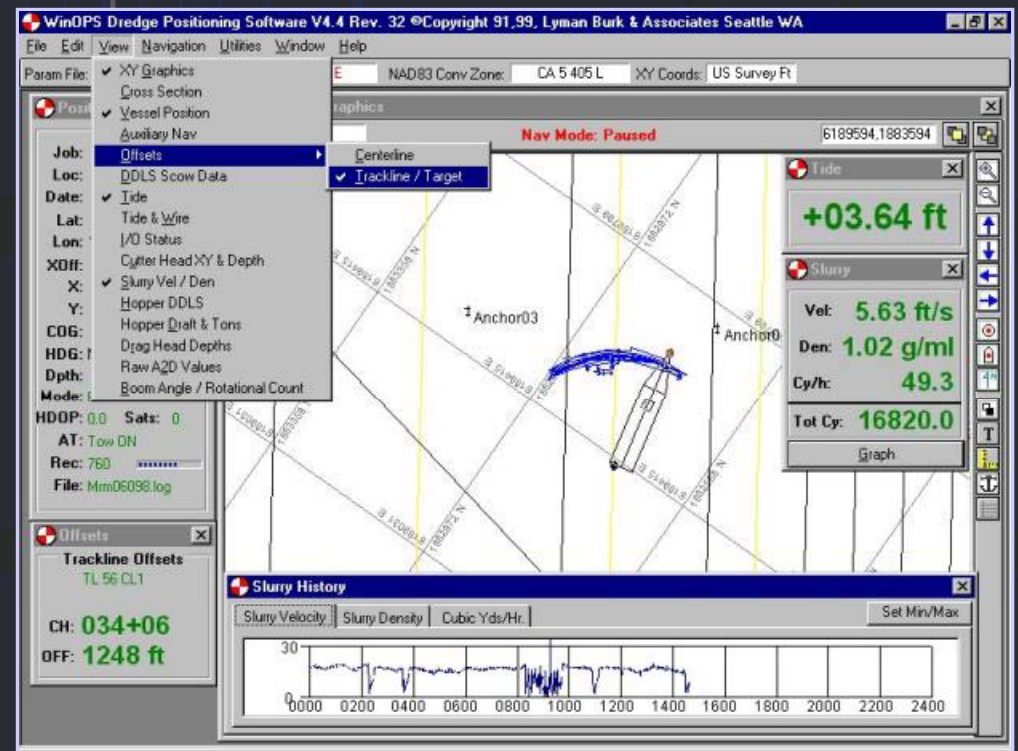 WinOPS Dredge Positioning Software V4.4 Rev. 32 ©Copyright 91,99, Lyman Burk & Associates Seattle WA
File Edit View Navigation Utilities Window Help
Param File: E NAD83 Conv Zone: CA 5 405 L XY Coords: US Survey Ft
XY Graphics
Cross Section
Vessel Position
Auxiliary Nav
Offsets
DDLS Scow Data
Tide
Tide & Wire
I/O Status
Cutter Head XY & Depth
Slurry Vel / Den
Hopper DDLS
Hopper Draft & Tons
Drag Head Depths
Raw A2D Values
Boom Angle / Rotational Count
Centerline
Trackline / Target
Posit
Job:
Loc:
Date:
Lat:
Lon:
XOff:
X:
Y:
COG:
HDG:
Dpth:
Mode:
HDOP: 0.0 Sats: 0
AT: Tow ON
Rec: 760
File: Mrm06098.log
raphics
Nav Mode: Paused
6189594,1883594
Anchor03
Anchor0
6189415 E
1883358 N
1882972 N
6189031 E
Tide
+03.64 ft
Slurry
Vel: 5.63 ft/s
Den: 1.02 g/ml
Cy/h: 49.3
Tot Cy: 16820.0
Graph
T
Offsets
Trackline Offsets
TL 56 CL1
CH: 034+06
OFF: 1248 ft
Slurry History
Slurry Velocity Slurry Density Cubic Yds/Hr. Set Min/Max
30
0
0000 0200 0400 0600 0800 1000 1200 1400 1600 1800 2000 2200 2400